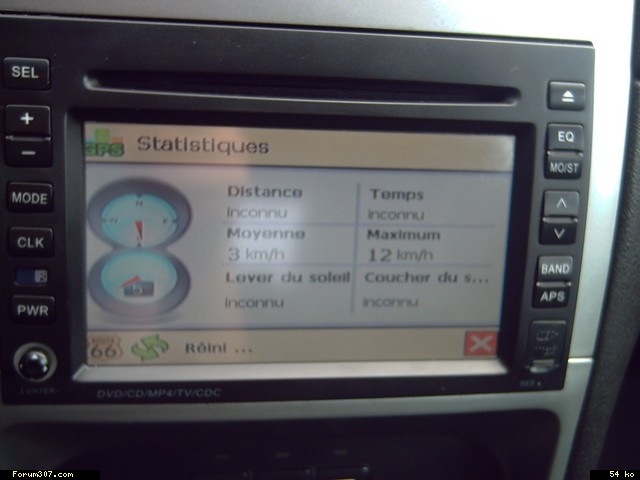 SEL
+
−
MODE
CLK
PWR
GPS Statistiques
Distance
Inconnu
Temps
Inconnu
Moyenne
3 km/h
Maximum
12 km/h
Lever du soleil
Inconnu
Coucher du s...
Inconnu
66
Réini ...
EQ
MO/ST
BAND
APS
DVD/CD/MP4/TV/CDC
Forum307.com
54 ko